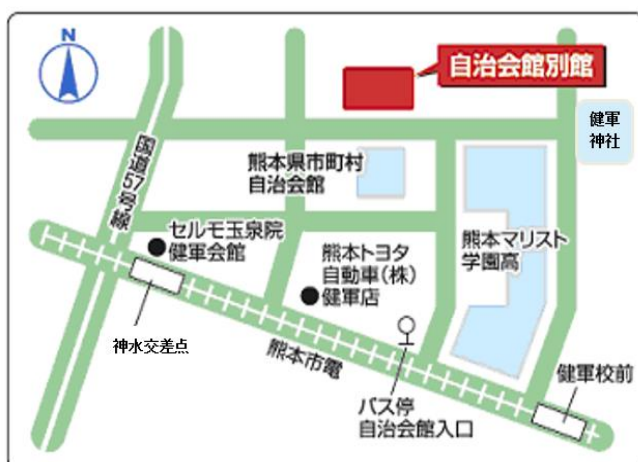 N
自治会館別館
健軍
神社
国道57号線
熊本県市町村
自治会館
セルモ玉泉院
健軍会館
熊本トヨタ
自動車(株)
健軍店
熊本マリスト
学園高
神水交差点
熊本市電
バス停
自治会館入口
健軍校前